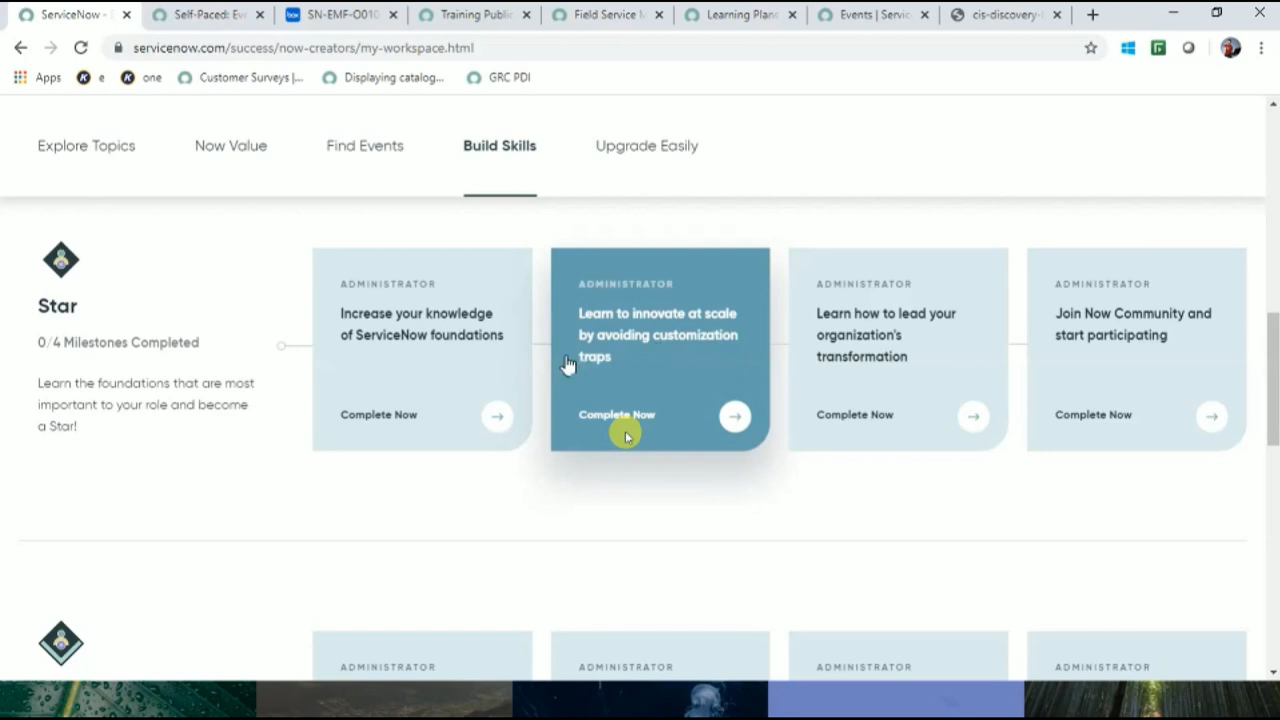 ServiceNow -
Self-Paced: Ev
box
SN-EMF-O010
Training Public
Field Service
Learning Plans
Events | Servic
cis-discovery-
servicenow.com/success/now-creators/my-workspace.html
Apps
e
one
Customer Surveys |...
Displaying catalog...
GRC PDI
Explore Topics
Now Value
Find Events
Build Skills
Upgrade Easily
Star
0/4 Milestones Completed
Learn the foundations that are most
important to your role and become
a Star!
ADMINISTRATOR
Increase your knowledge
of ServiceNow foundations
Complete Now
ADMINISTRATOR
Learn to innovate at scale
by avoiding customization
traps
Complete Now
ADMINISTRATOR
Learn how to lead your
organization's
transformation
Complete Now
ADMINISTRATOR
Join Now Community and
start participating
Complete Now
ADMINISTRATOR
ADMINISTRATOR
ADMINISTRATOR
ADMINISTRATOR